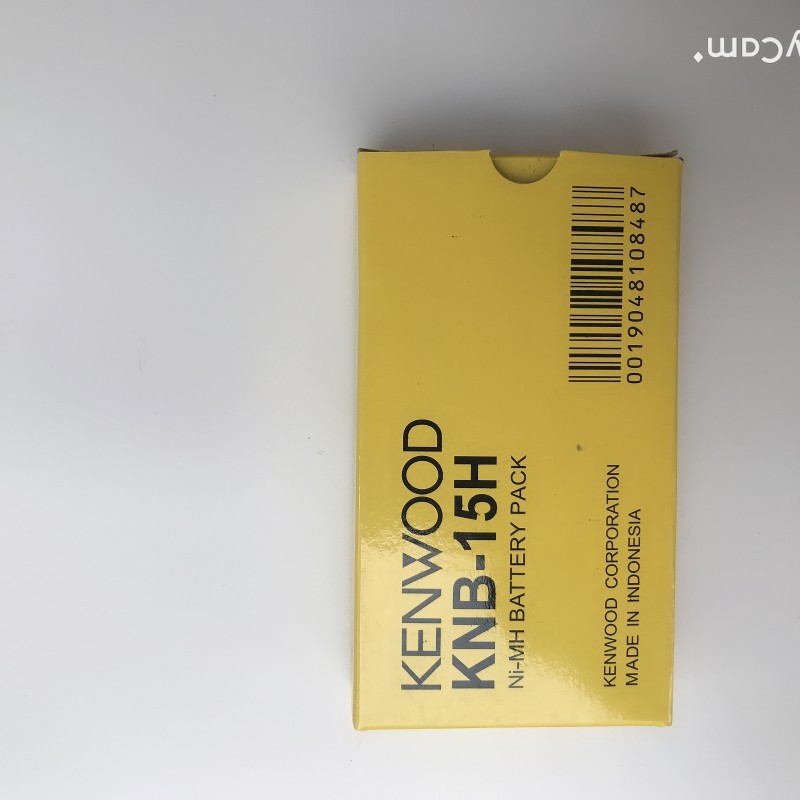 KENWOOD
KNB-15H
Ni-MH BATTERY PACK
KENWOOD CORPORATION
MADE IN INDONESIA
0019048108487